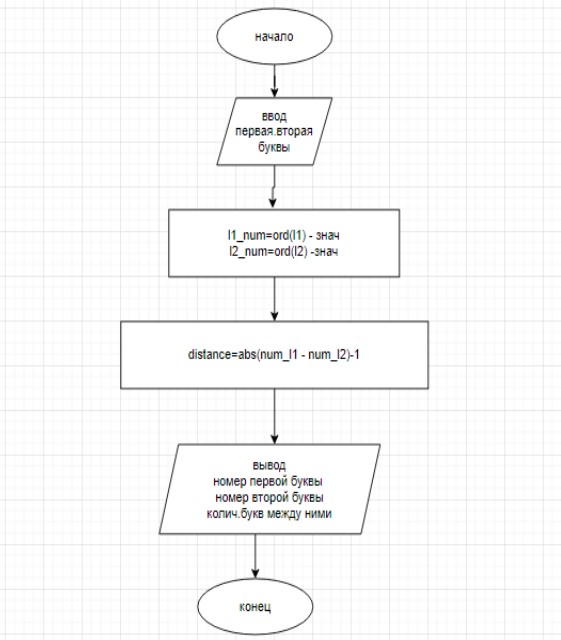 начало
ввод
первая.вторая
буквы
l1_num=ord(l1) - знач
l2_num=ord(l2) -знач
distance=abs(num_l1 - num_l2)-1
вывод
номер первой буквы
номер второй буквы
колич.букв между ними
конец